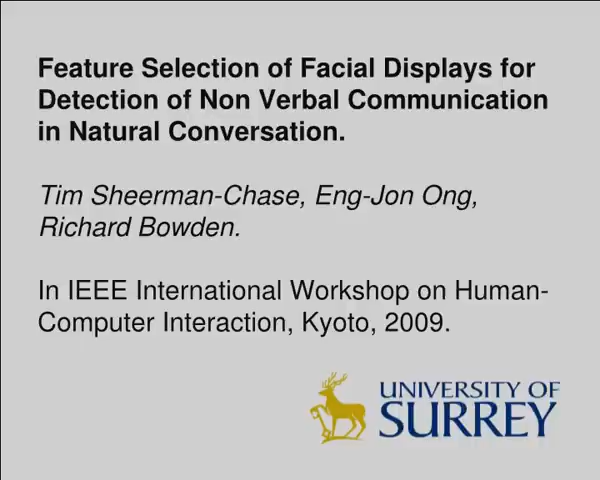 Feature Selection of Facial Displays for
Detection of Non Verbal Communication
in Natural Conversation.
Tim Sheerman-Chase, Eng-Jon Ong,
Richard Bowden.
In IEEE International Workshop on Human-
Computer Interaction, Kyoto, 2009.
UNIVERSITY OF
SURREY